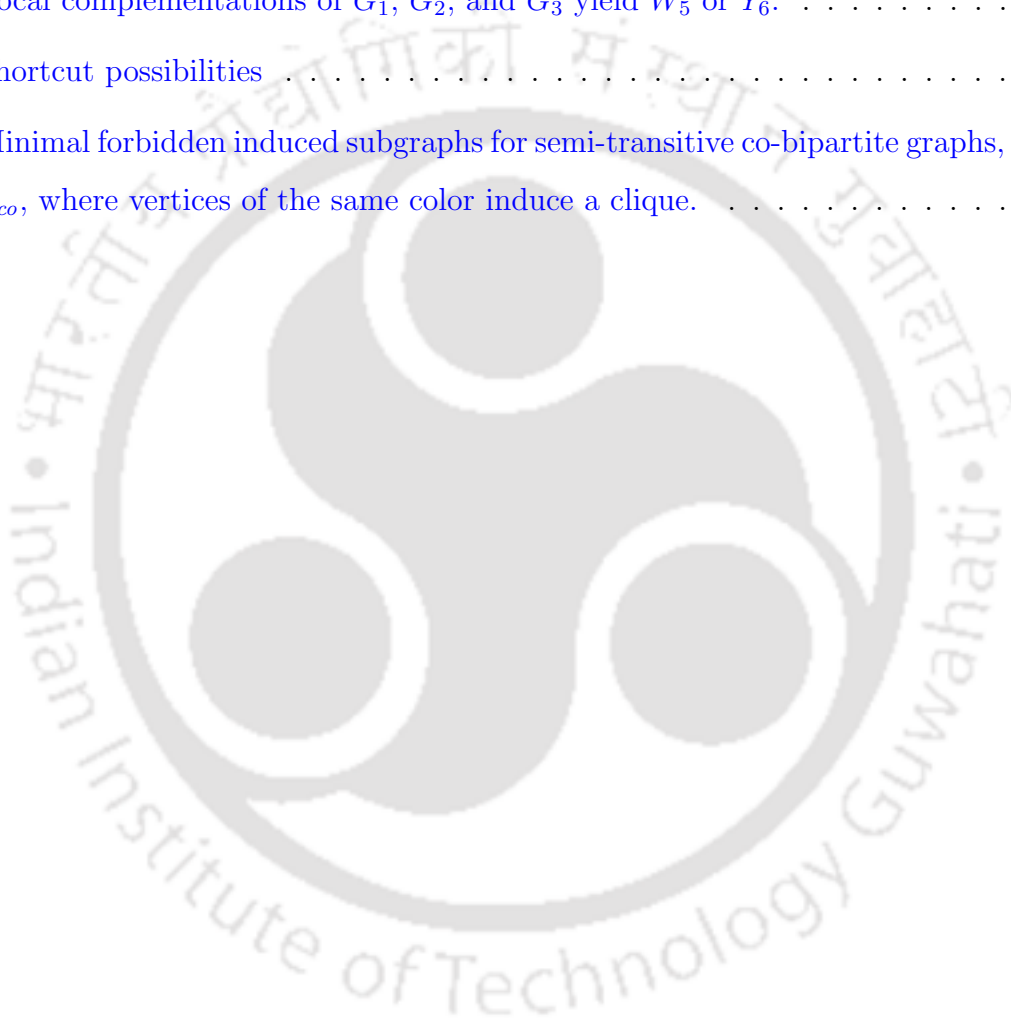 ocal complementations of G₁, G₂, and G₃ yield W₅ or Y₆. . . . . . . . . .
hortcut possibilities . . . . . . . . . . . . . . . . . . . . . . . . . . . . . .
Minimal forbidden induced subgraphs for semi-transitive co-bipartite graphs,
co, where vertices of the same color induce a clique. . . . . . . . . . . . .
भारतीय प्रौद्योगिकी संस्थान गुवाहाटी
• Indian Institute of Technology Guwahati •